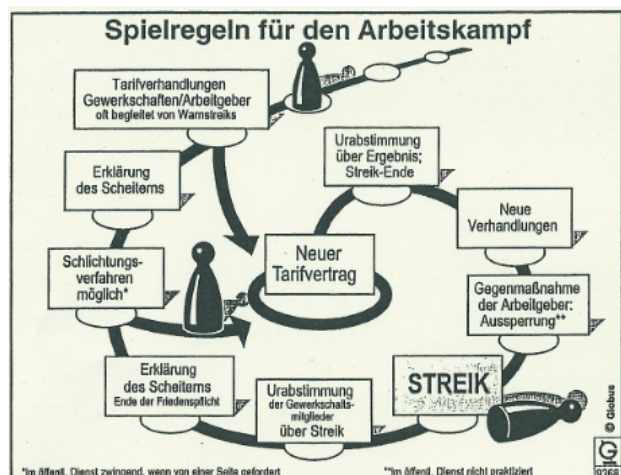 Spielregeln für den Arbeitskampf
Tarifverhandlungen
Gewerkschaften/Arbeitgeber
oft begleitet von Warnstreiks
Erklärung
des Scheiterns
Schlichtungs-
verfahren
möglich*
Erklärung
des Scheiterns
Ende der Friedenspflicht
Urabstimmung
der Gewerkschafts-
mitglieder
über Streik
STREIK
Gegenmaßnahme
der Arbeitgeber:
Aussperrung**
Neue
Verhandlungen
Urabstimmung
über Ergebnis;
Streik-Ende
Neuer
Tarifvertrag
© Globus
G
9268
*Im öffentl. Dienst zwingend, wenn von einer Seite gefordert
**Im öffentl. Dienst nicht praktiziert